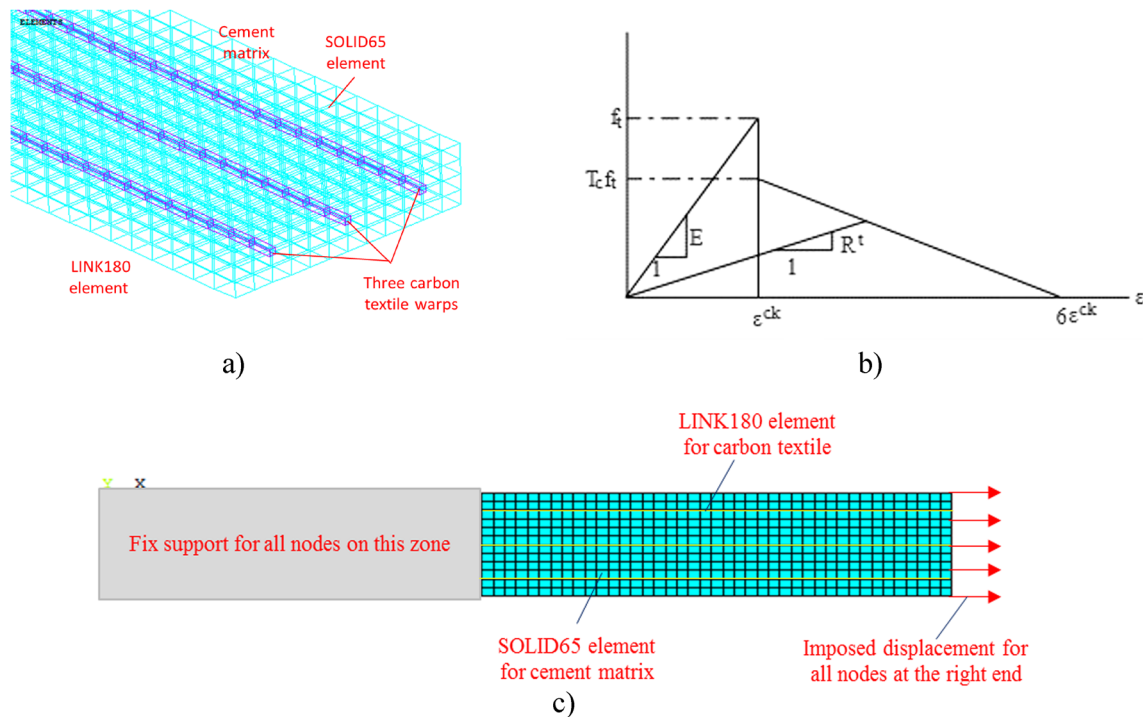 ELEMENTS
Cement
matrix
SOLID65
element
LINK180
element
Three carbon
textile warps
a)
f_t
T_c f_t
E
1
R^t
1
ε^ck
6ε^ck
ε
b)
LINK180 element
for carbon textile
Y X
Fix support for all nodes on this zone
SOLID65 element
for cement matrix
Imposed displacement for
all nodes at the right end
c)